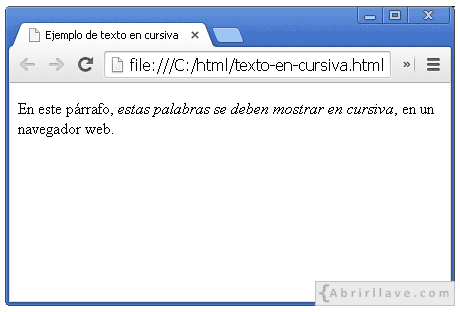 Ejemplo de texto en cursiva
file:///C:/html/texto-en-cursiva.html
En este párrafo, estas palabras se deben mostrar en cursiva, en un
navegador web.
{Abrirllave.com